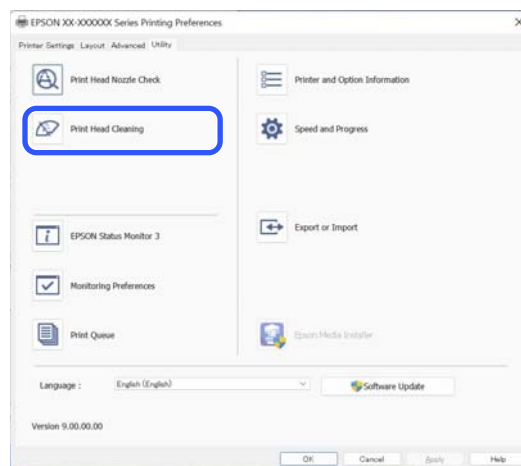 EPSON XX-XXXXXX Series Printing Preferences
Printer Settings Layout Advanced Utility
Print Head Nozzle Check
Printer and Option Information
Print Head Cleaning
Speed and Progress
EPSON Status Monitor 3
Export or Import
Monitoring Preferences
Print Queue
Epson Media Installer
Language :
English (English)
Software Update
Version 9.00.00.00
OK
Cancel
Apply
Help